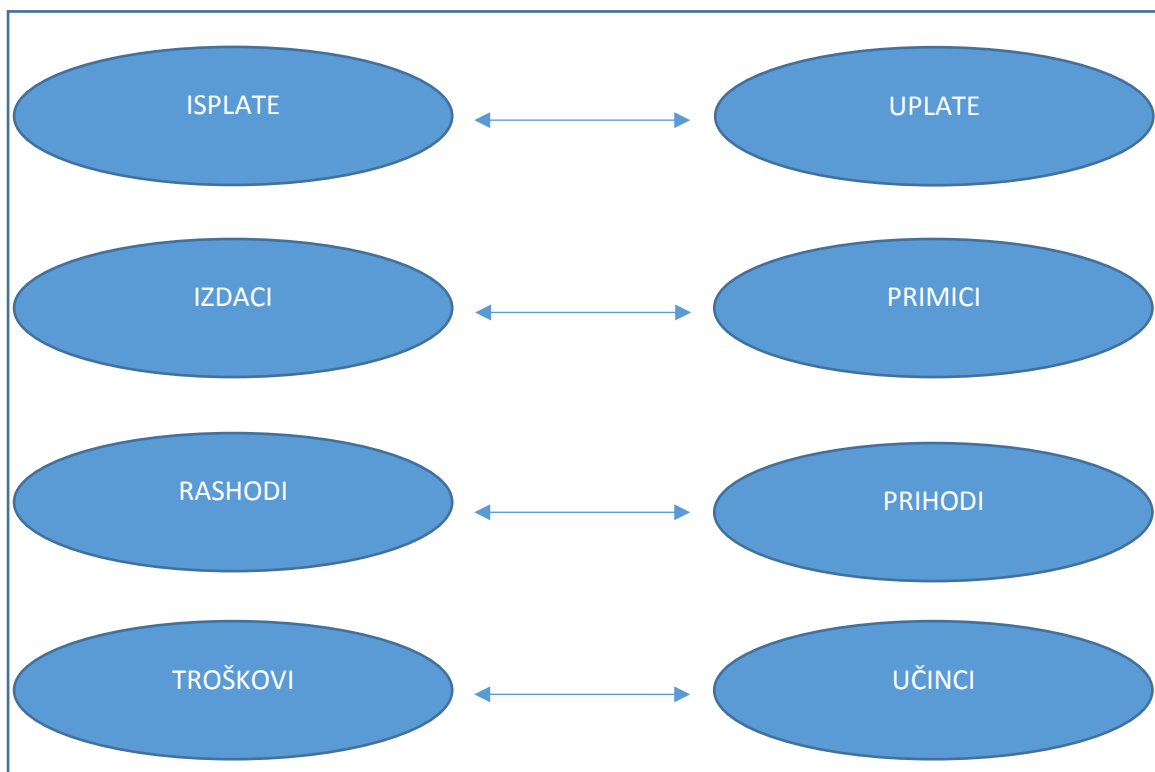 ISPLATE
UPLATE
IZDACI
PRIMICI
RASHODI
PRIHODI
TROŠKOVI
UČINCI